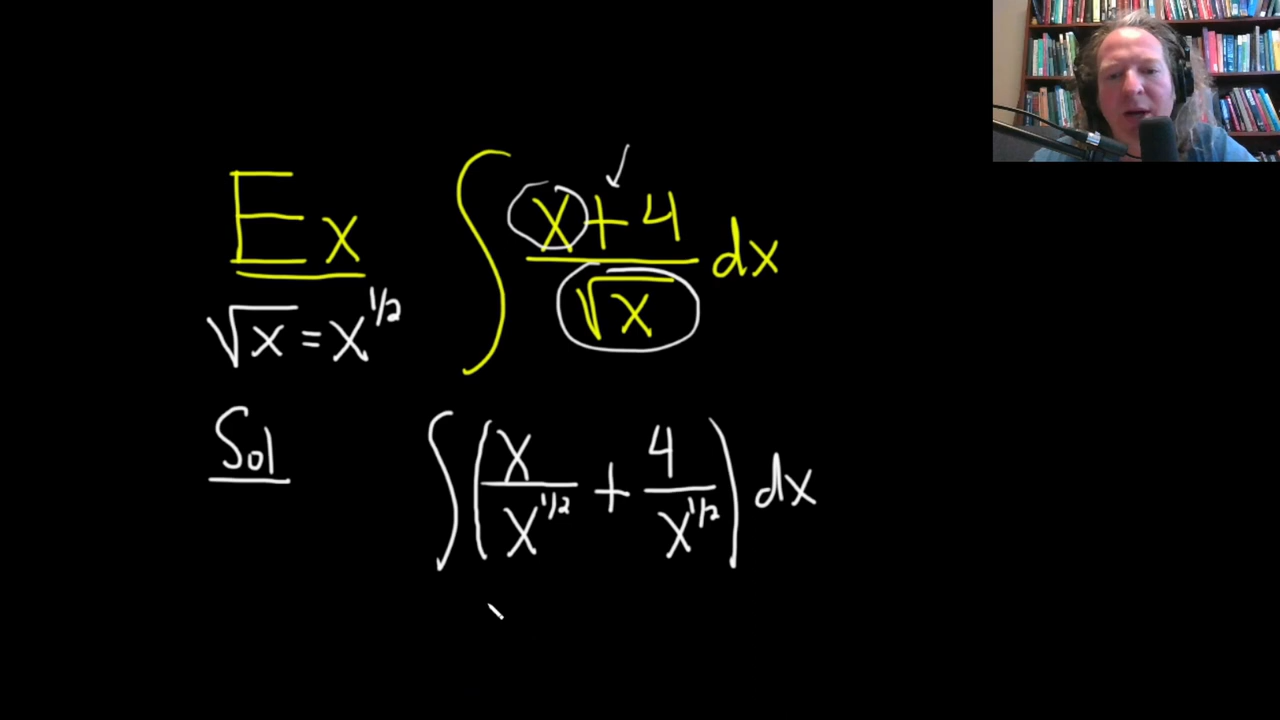 Ex ∫ (x+4)/√x dx
√x = x^1/2
Sol ∫ (x/x^1/2 + 4/x^1/2) dx